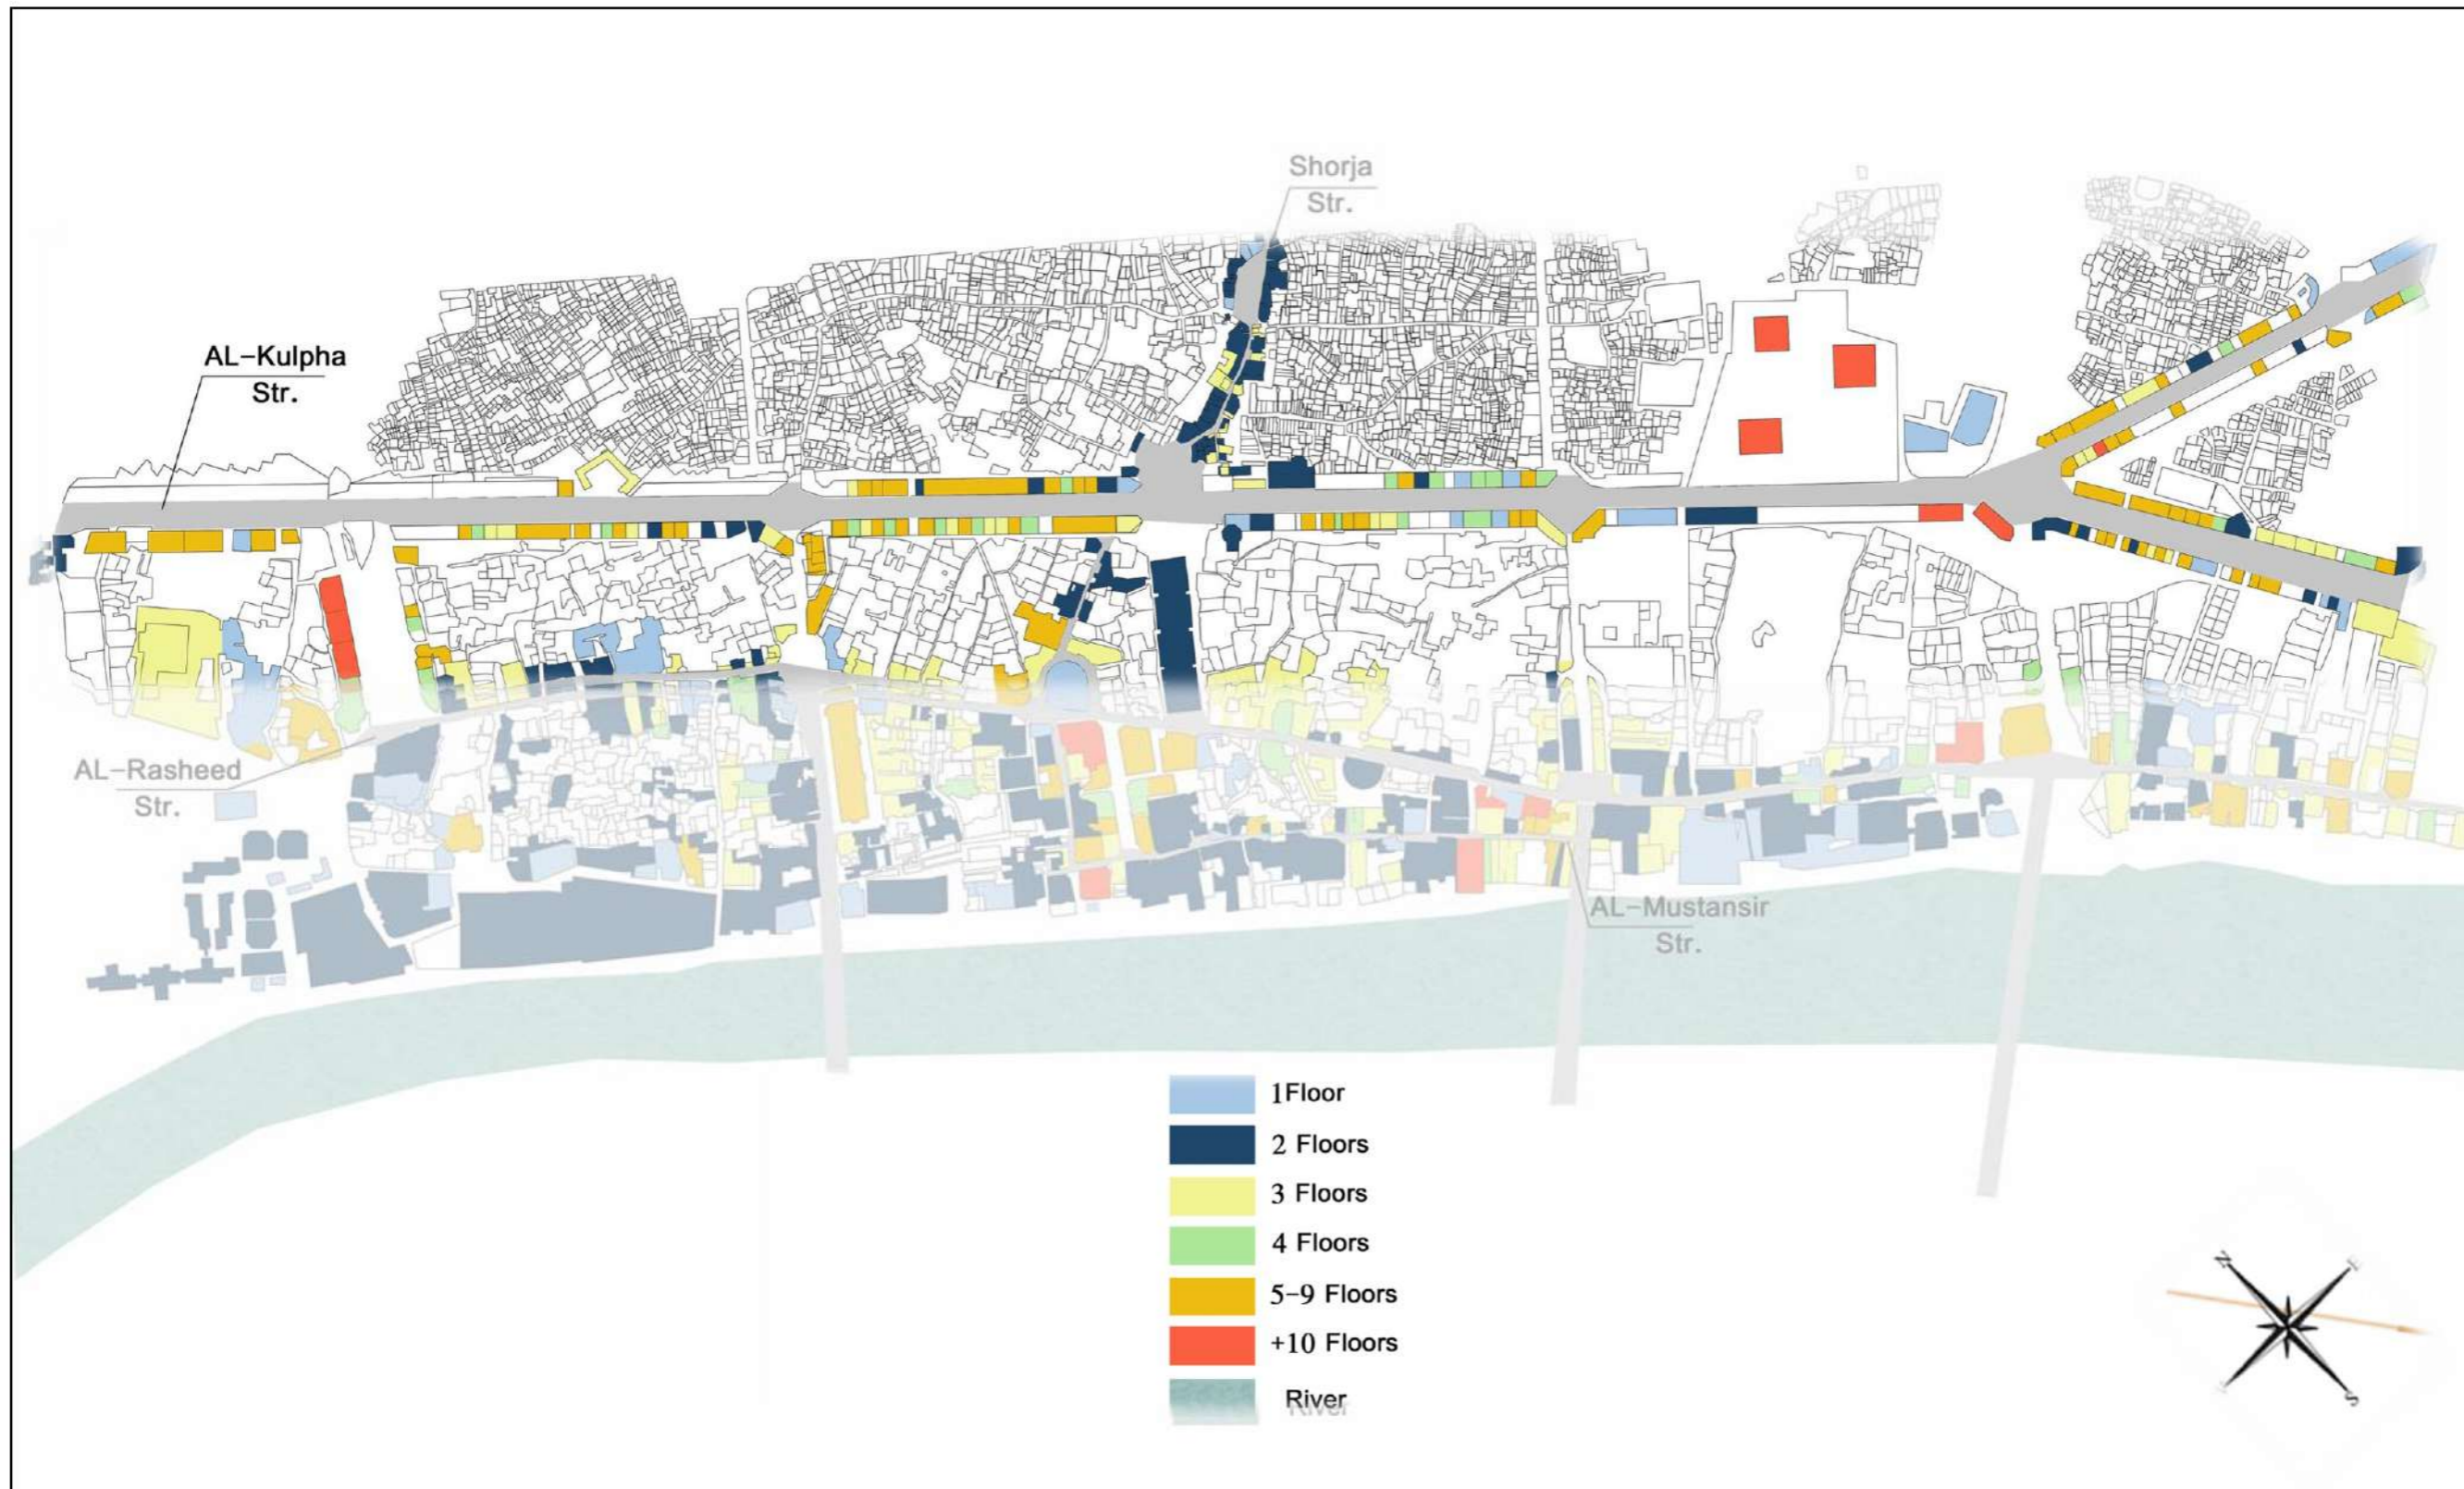 Shorja
Str.
AL-Kulpha
Str.
AL-Rasheed
Str.
AL-Mustansir
Str.
1Floor
2 Floors
3 Floors
4 Floors
5-9 Floors
+10 Floors
River
N
S